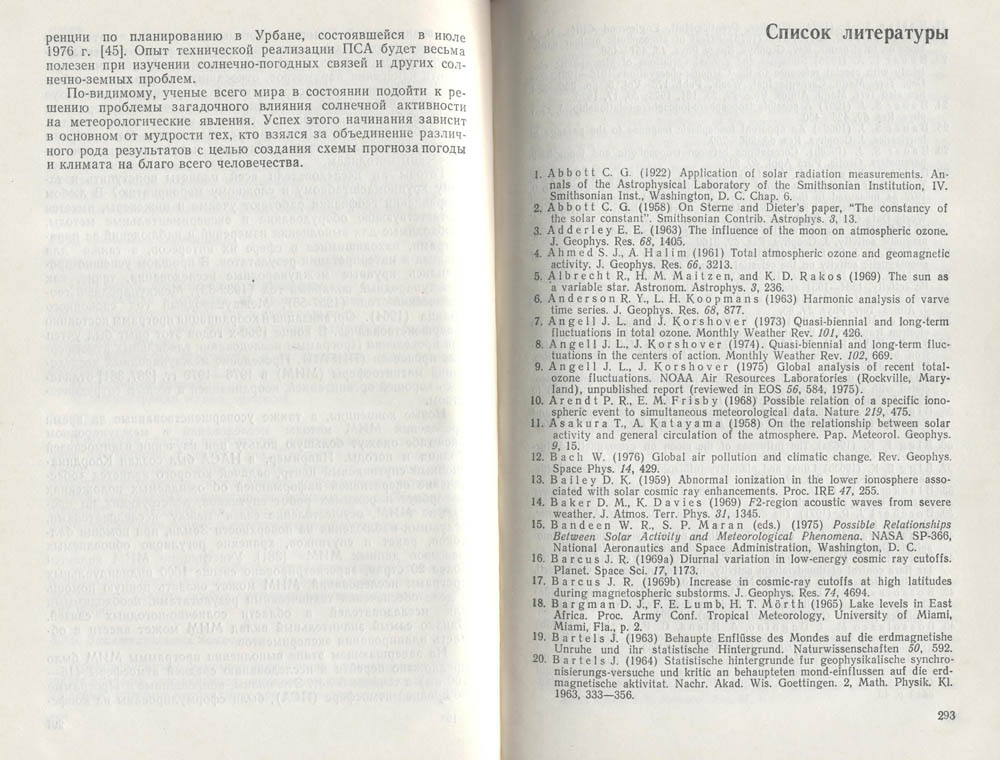 ренции по планированию в Урбане, состоявшейся в июле
1976 г. [45]. Опыт технической реализации ПСА будет весьма
полезен при изучении солнечно-погодных связей и других сол-
нечно-земных проблем.
По-видимому, ученые всего мира в состоянии подойти к ре-
шению проблемы загадочного влияния солнечной активности
на метеорологические явления. Успех этого начинания зависит
в основном от мудрости тех, кто взялся за объединение различ-
ного рода результатов с целью создания схемы прогноза погоды
и климата на благо всего человечества.
Список литературы
1. Abbott C. G. (1922) Application of solar radiation measurements. An-
nals of the Astrophysical Laboratory of the Smithsonian Institution, IV.
Smithsonian Inst., Washington, D. C. Chap. 6.
2. Abbott C. G. (1958) On Sterne and Dieter's paper, "The constancy of
the solar constant". Smithsonian Contrib. Astrophys. 3, 13.
3. Adderley E. E. (1963) The influence of the moon on atmospheric ozone.
J. Geophys. Res. 68, 1405.
4. Ahmed S. J., A. Halim (1961) Total atmospheric ozone and geomagnetic
activity. J. Geophys. Res. 66, 3213.
5. Albrecht R., H. M. Maitzen, and K. D. Rakos (1969) The sun as
a variable star. Astronom. Astrophys. 3, 236.
6. Anderson R. Y., L. H. Koopmans (1963) Harmonic analysis of varve
time series. J. Geophys. Res. 68, 877.
7. Angell J. L. and J. Korshover (1973) Quasi-biennial and long-term
fluctuations in total ozone. Monthly Weather Rev. 101, 426.
8. Angell J. L., J. Korshover (1974). Quasi-biennial and long-term fluc-
tuations in the centers of action. Monthly Weather Rev. 102, 669.
9. Angell J. L., J. Korshover (1975) Global analysis of recent total-
ozone fluctuations. NOAA Air Resources Laboratories (Rockville, Mary-
land), unpublished report (reviewed in EOS 56, 584, 1975).
10. Arendt P. R., E. M. Frisby (1968) Possible relation of a specific iono-
spheric event to simultaneous meteorological data. Nature 219, 475.
11. Asakura T., A. Katayama (1958) On the relationship between solar
activity and general circulation of the atmosphere. Pap. Meteorol. Geophys.
9, 15.
12. Bach W. (1976) Global air pollution and climatic change. Rev. Geophys.
Space Phys. 14, 429.
13. Bailey D. K. (1959) Abnormal ionization in the lower ionosphere asso-
ciated with solar cosmic ray enhancements. Proc. IRE 47, 255.
14. Baker D. M., K. Davies (1969) F2-region acoustic waves from severe
weather. J. Atmos. Terr. Phys. 31, 1345.
15. Bandeen W. R., S. P. Maran (eds.) (1975) Possible Relationships
Between Solar Activity and Meteorological Phenomena. NASA SP-366,
National Aeronautics and Space Administration, Washington, D. C.
16. Barcus J. R. (1969a) Diurnal variation in low-energy cosmic ray cutoffs.
Planet. Space Sci. 17, 1173.
17. Barcus J. R. (1969b) Increase in cosmic-ray cutoffs at high latitudes
during magnetospheric substorms. J. Geophys. Res. 74, 4694.
18. Bargman D. J., F. E. Lumb, H. T. Mörth (1965) Lake levels in East
Africa. Proc. Army Conf. Tropical Meteorology, University of Miami,
Miami, Fla., p. 2.
19. Bartels J. (1963) Behaupte Enflüsse des Mondes auf die erdmagnetishe
Unruhe und ihr statistische Hintergrund. Naturwissenschaften 50, 592.
20. Bartels J. (1964) Statistische hintergrunde fur geophysikalische synchro-
nisierungs-versuche und kritic an behaupteten mond-einflussen auf die erd-
magnetische aktivitat. Nachr. Akad. Wis. Goettingen. 2, Math. Physik. Kl.
1963, 333—356.
293